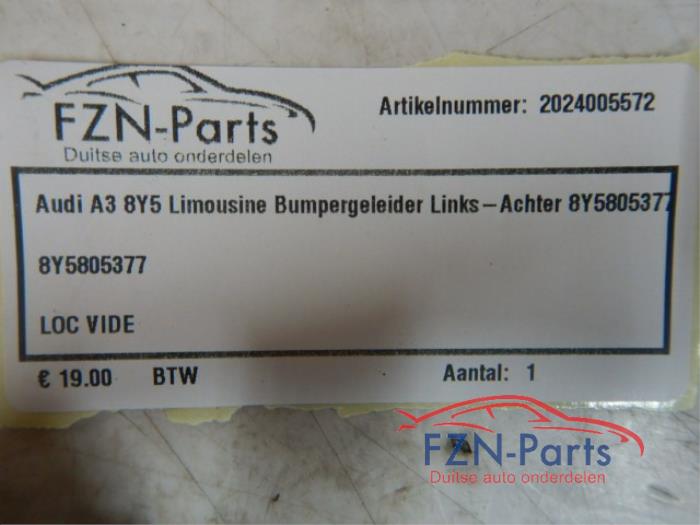 FZN-Parts
Duitse auto onderdelen
Artikelnummer: 2024005572
Audi A3 8Y5 Limousine Bumpergeleider Links-Achter 8Y5805377
8Y5805377
LOC VIDE
€ 19.00 BTW Aantal: 1
FZN-Parts
Duitse auto onderdelen